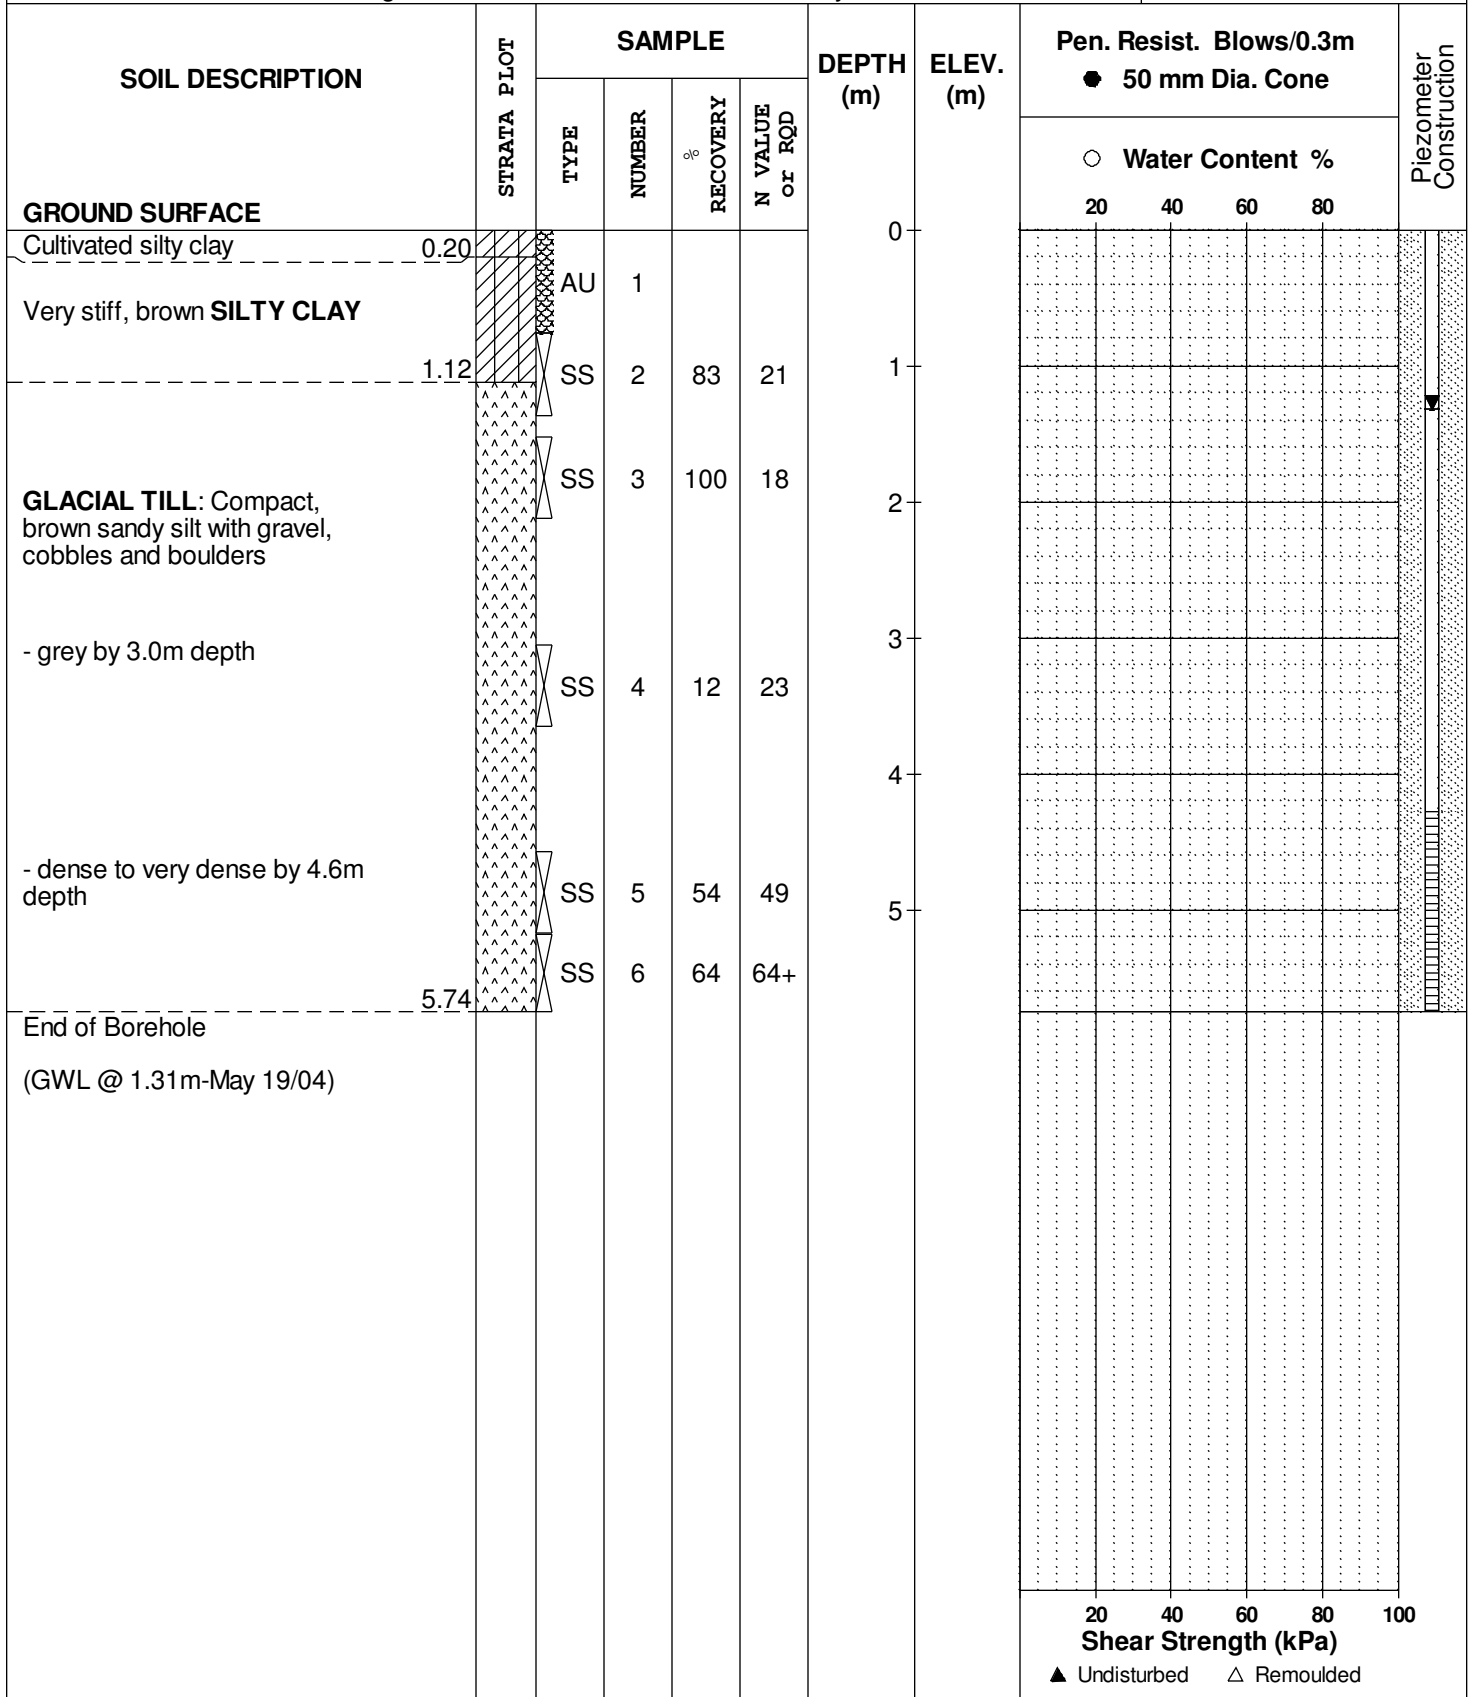 SOIL DESCRIPTION
GROUND SURFACE
STRATA PLOT
SAMPLE
TYPE
NUMBER
% RECOVERY
N VALUE or RQD
DEPTH (m)
ELEV. (m)
Pen. Resist. Blows/0.3m
● 50 mm Dia. Cone
○ Water Content %
20 40 60 80
Piezometer Construction
0
Cultivated silty clay 0.20
AU 1
Very stiff, brown SILTY CLAY
1.12
SS 2 83 21
1
SS 3 100 18
GLACIAL TILL: Compact,
brown sandy silt with gravel,
cobbles and boulders
2
- grey by 3.0m depth
3
SS 4 12 23
4
- dense to very dense by 4.6m
depth
SS 5 54 49
5
SS 6 64 64+
5.74
End of Borehole
(GWL @ 1.31m-May 19/04)
20 40 60 80 100
Shear Strength (kPa)
▲ Undisturbed △ Remoulded